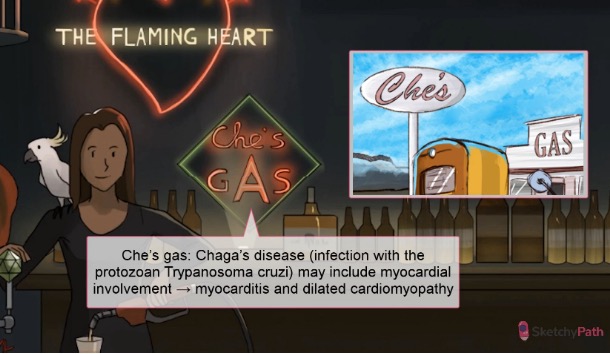 THE FLAMING HEART
Che's
GAS
Che's
GAS
Che's gas: Chaga's disease (infection with the
protozoan Trypanosoma cruzi) may include myocardial
involvement → myocarditis and dilated cardiomyopathy
SketchyPath